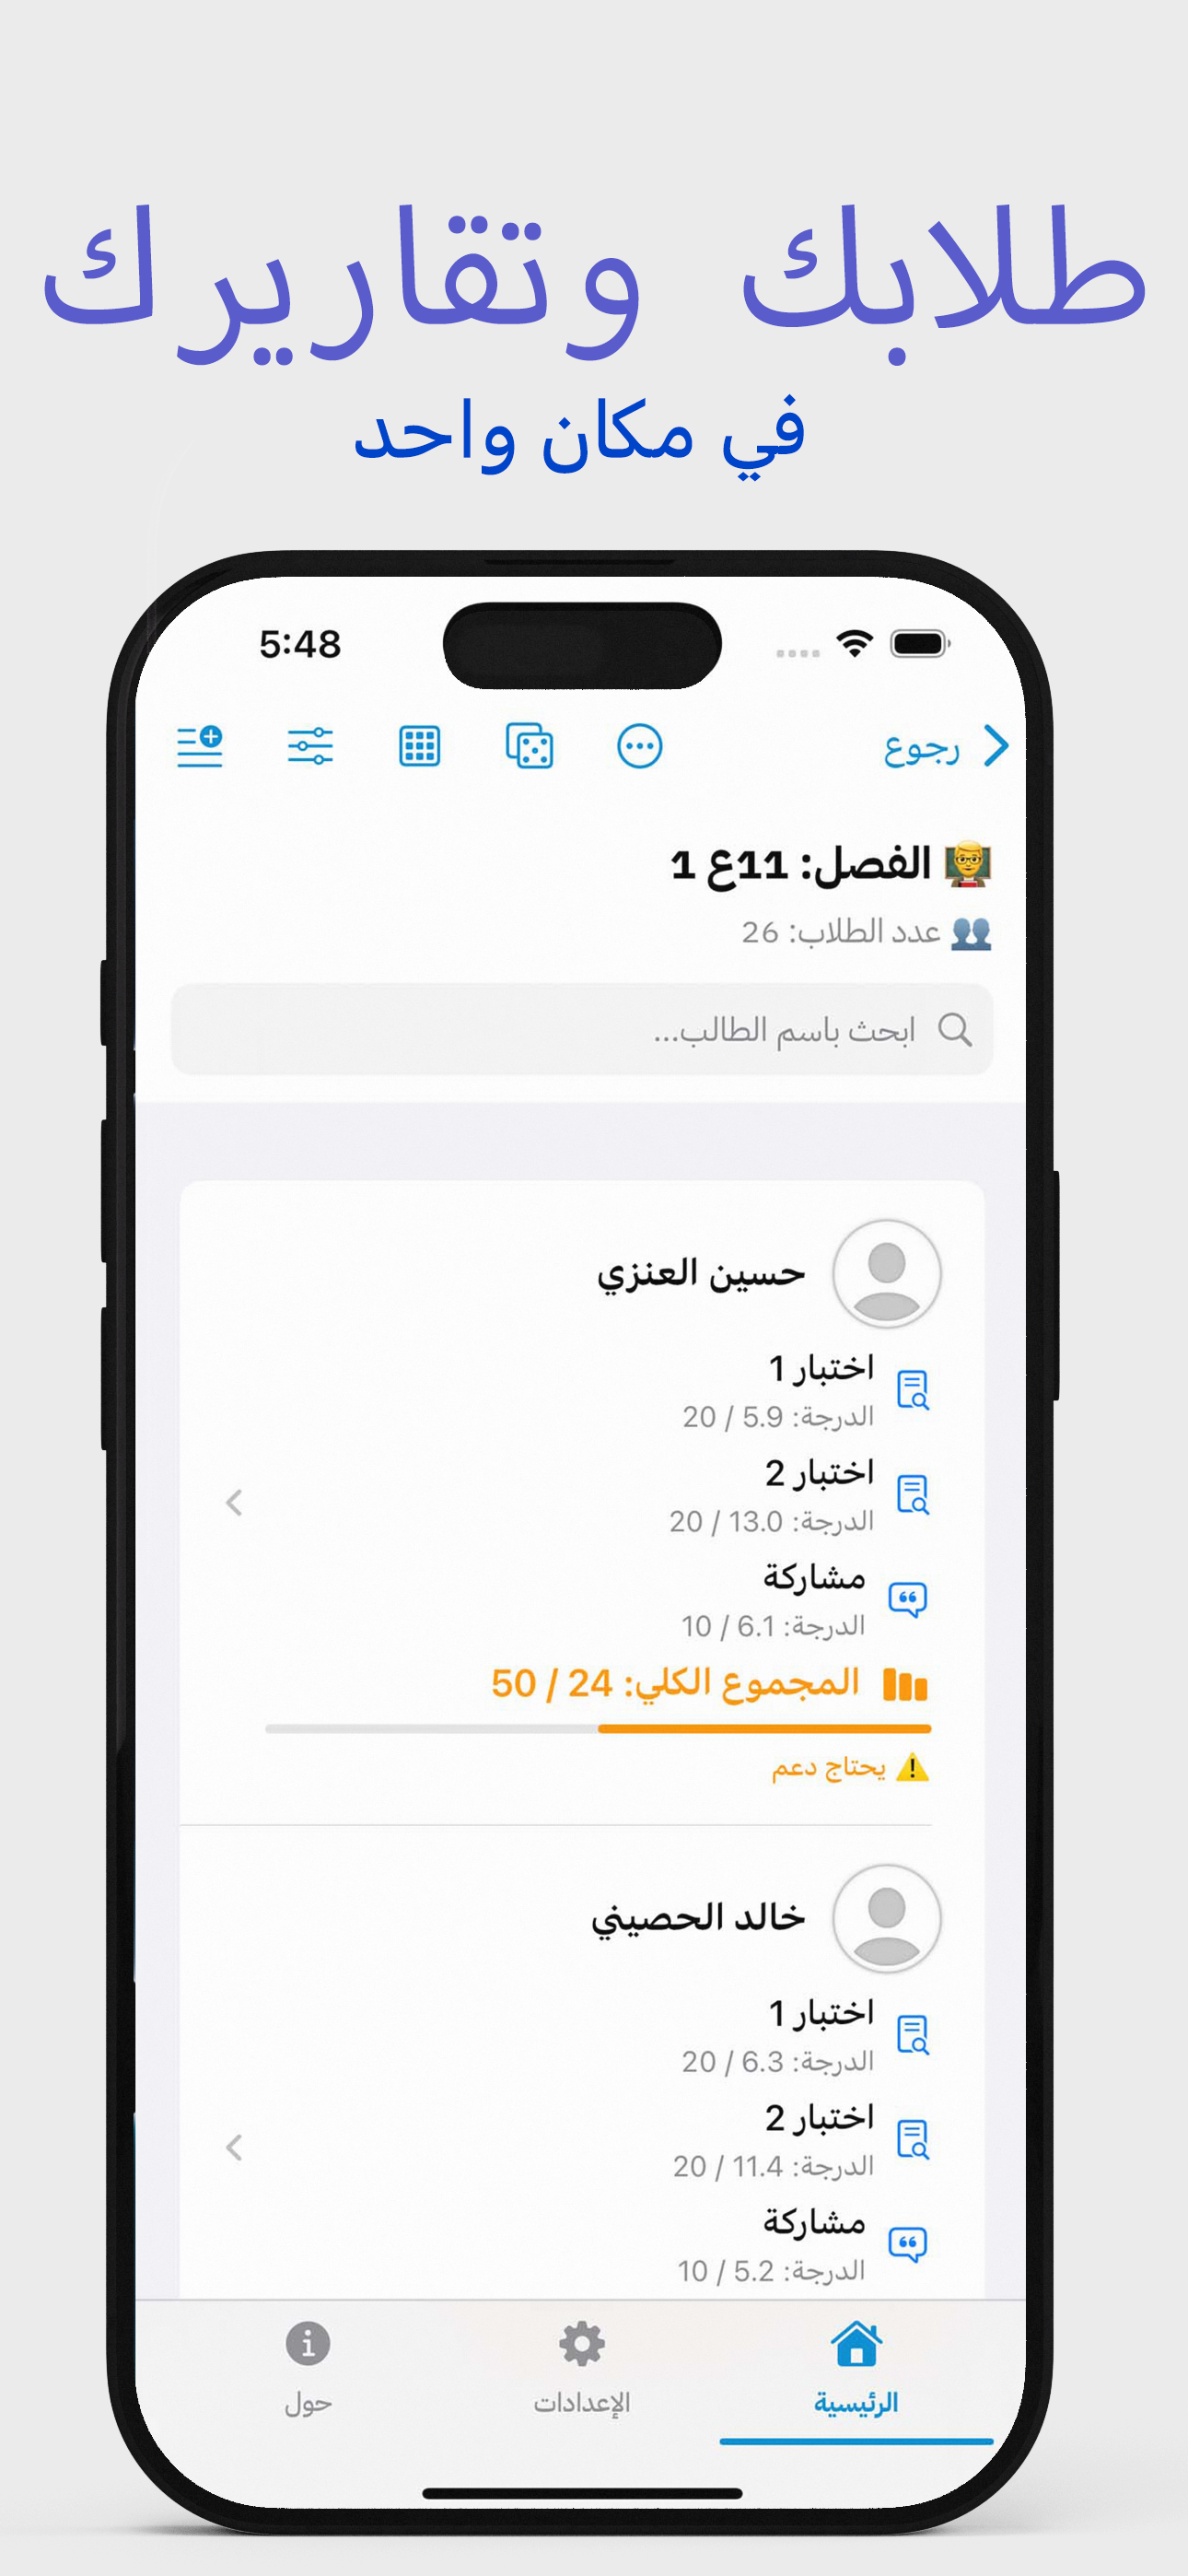 طلابك وتقاريرك
في مكان واحد
5:48
رجوع
الفصل: 11ع 1
عدد الطلاب: 26
ابحث باسم الطالب...
حسين العنزي
اختبار 1
الدرجة: 5.9 / 20
اختبار 2
الدرجة: 13.0 / 20
مشاركة
الدرجة: 6.1 / 10
المجموع الكلي: 24 / 50
يحتاج دعم
خالد الحصيني
اختبار 1
الدرجة: 6.3 / 20
اختبار 2
الدرجة: 11.4 / 20
مشاركة
الدرجة: 5.2 / 10
الرئيسية
الإعدادات
حول